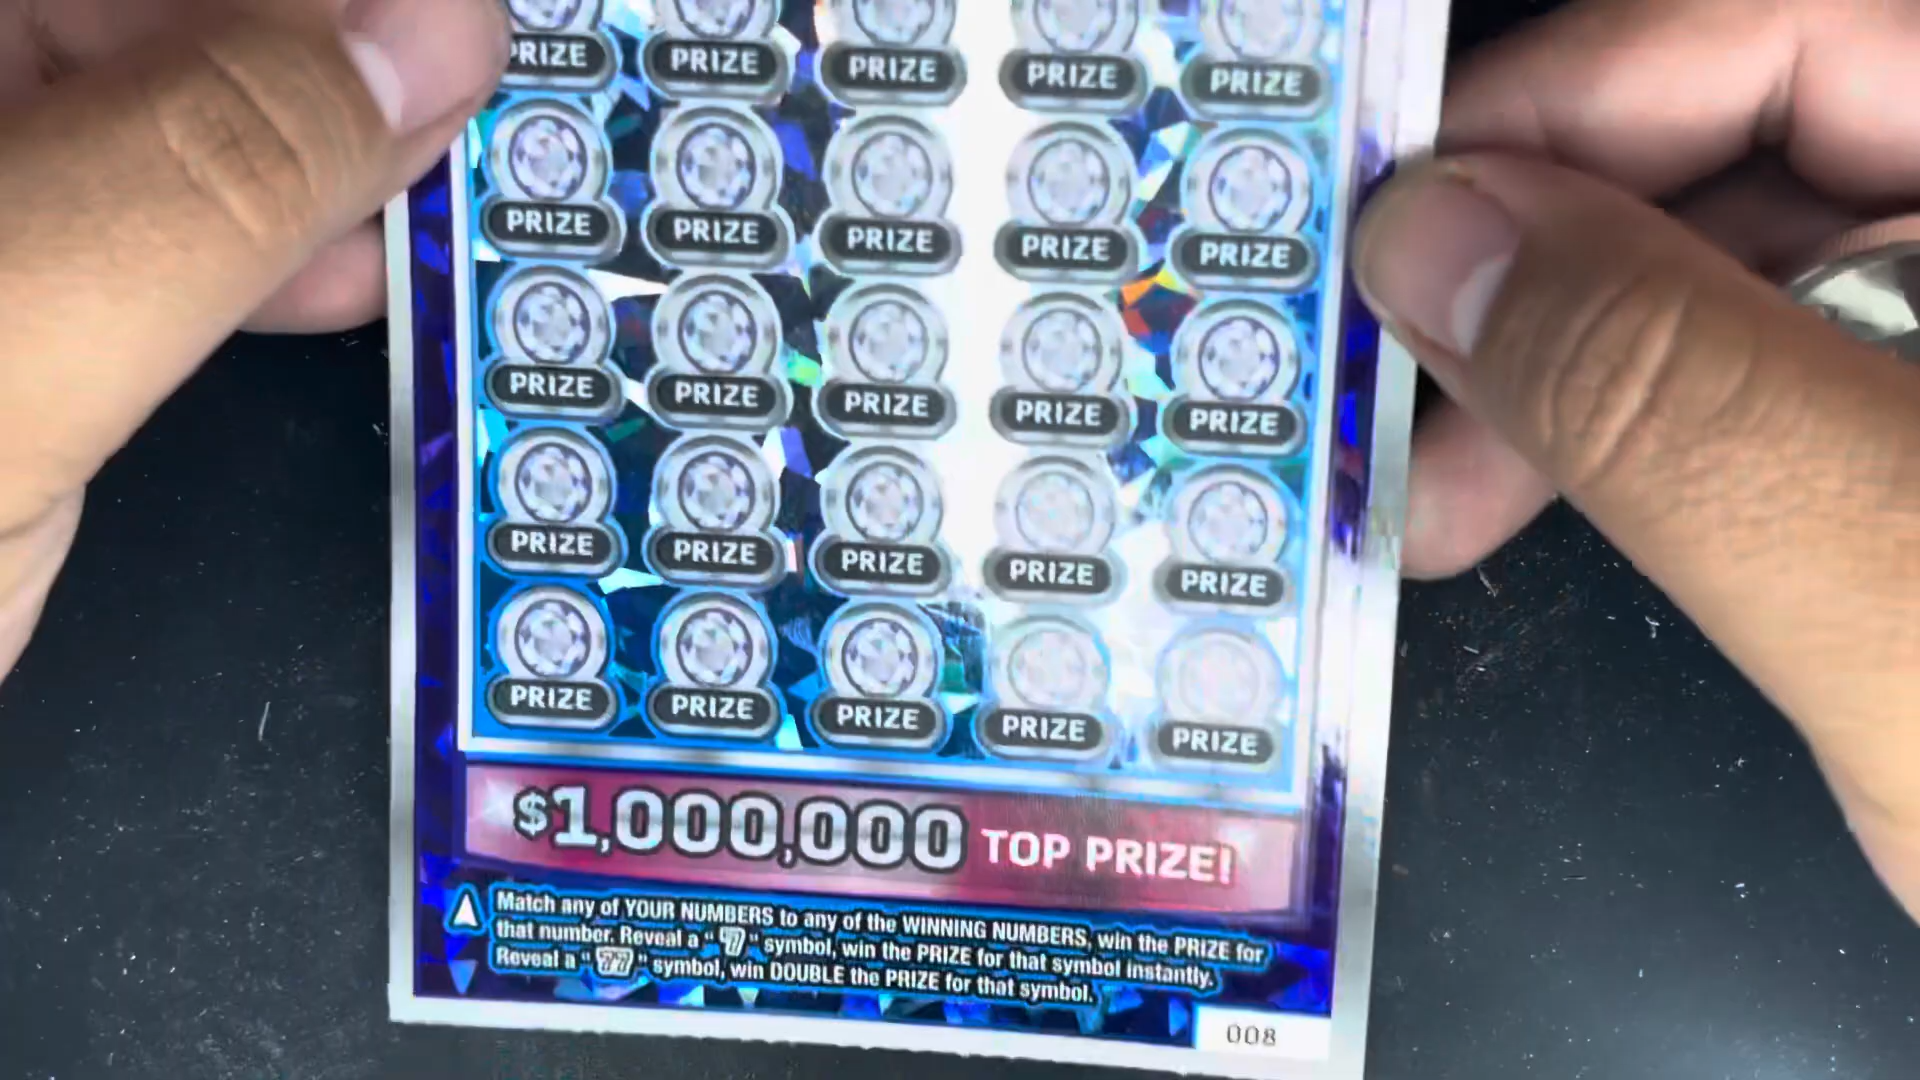 PRIZE PRIZE PRIZE PRIZE PRIZE
PRIZE PRIZE PRIZE PRIZE PRIZE
PRIZE PRIZE PRIZE PRIZE PRIZE
PRIZE PRIZE PRIZE PRIZE PRIZE
PRIZE PRIZE PRIZE PRIZE PRIZE
$1,000,000 TOP PRIZE!
Match any of YOUR NUMBERS to any of the WINNING NUMBERS, win the PRIZE for
that number. Reveal a "7" symbol, win the PRIZE for that symbol instantly.
Reveal a "77" symbol, win DOUBLE the PRIZE for that symbol.
008